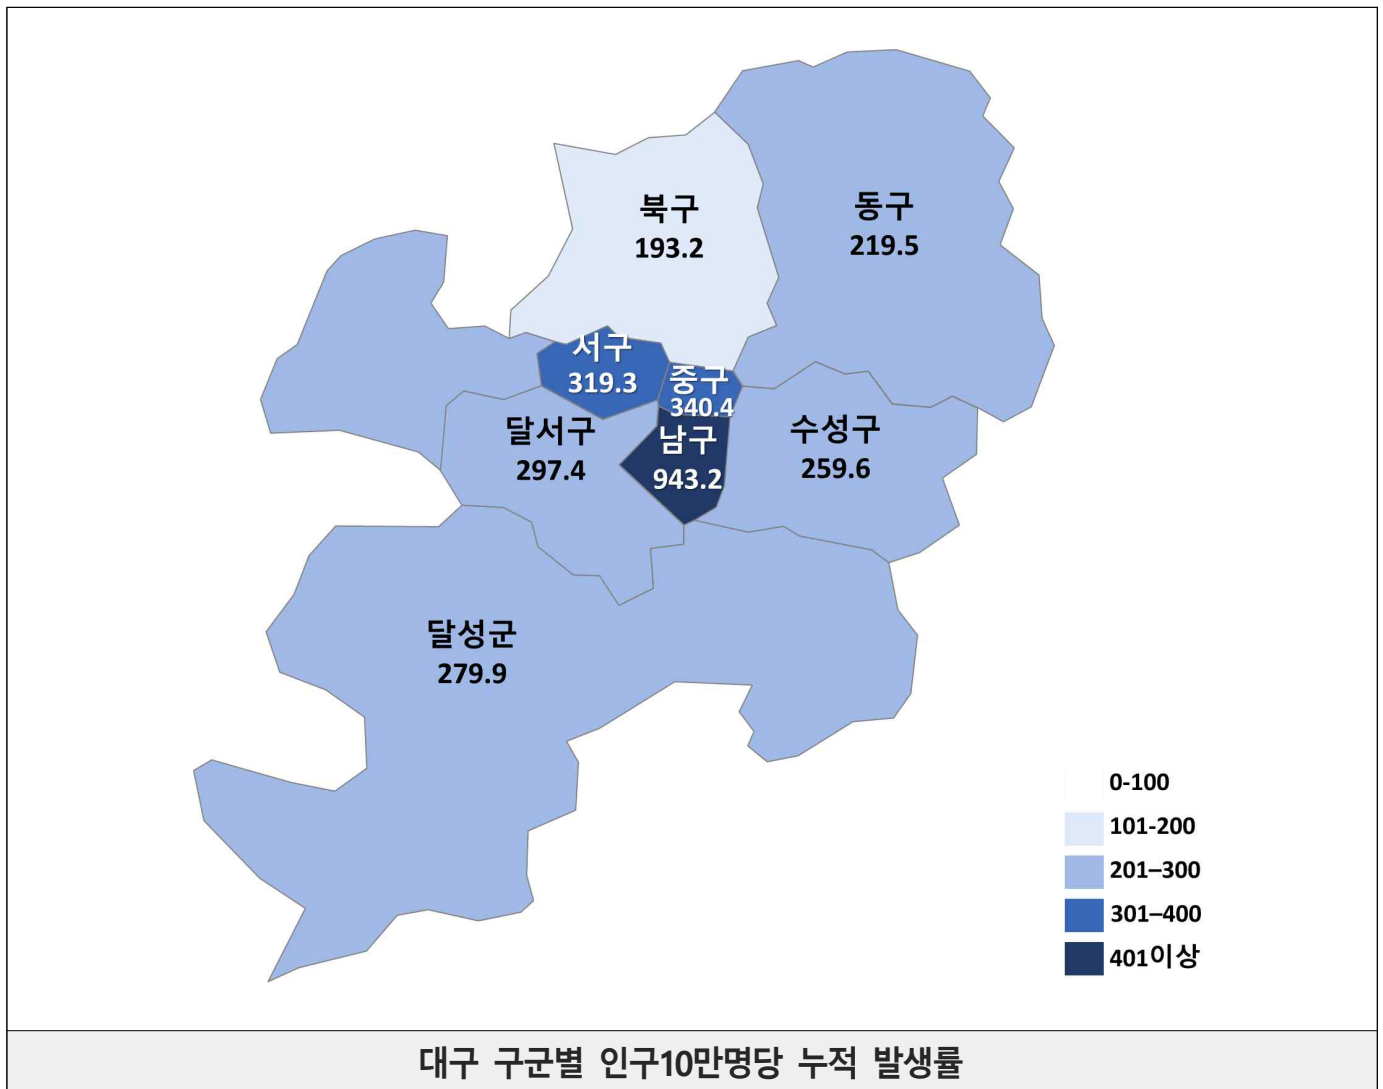 북구
193.2
동구
219.5
서구
319.3
중구
340.4
달서구
297.4
남구
943.2
수성구
259.6
달성군
279.9
0-100
101-200
201–300
301–400
401이상
대구 구군별 인구10만명당 누적 발생률